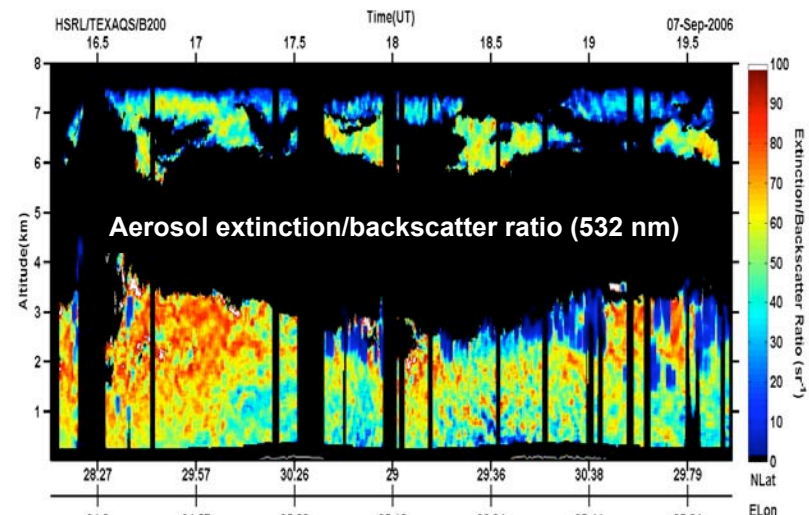 HSRL/TEXAQS/B200
Time(UT)
07-Sep-2006
16.5 17 17.5 18 18.5 19 19.5
Altitude(km)
8
7
6
5
4
3
2
1
Aerosol extinction/backscatter ratio (532 nm)
100
90
80
70
60
50
40
30
20
10
0
Extinction/Backscatter Ratio (sr-1)
28.27 29.57 30.26 29 29.36 30.38 29.79
NLat
ELon